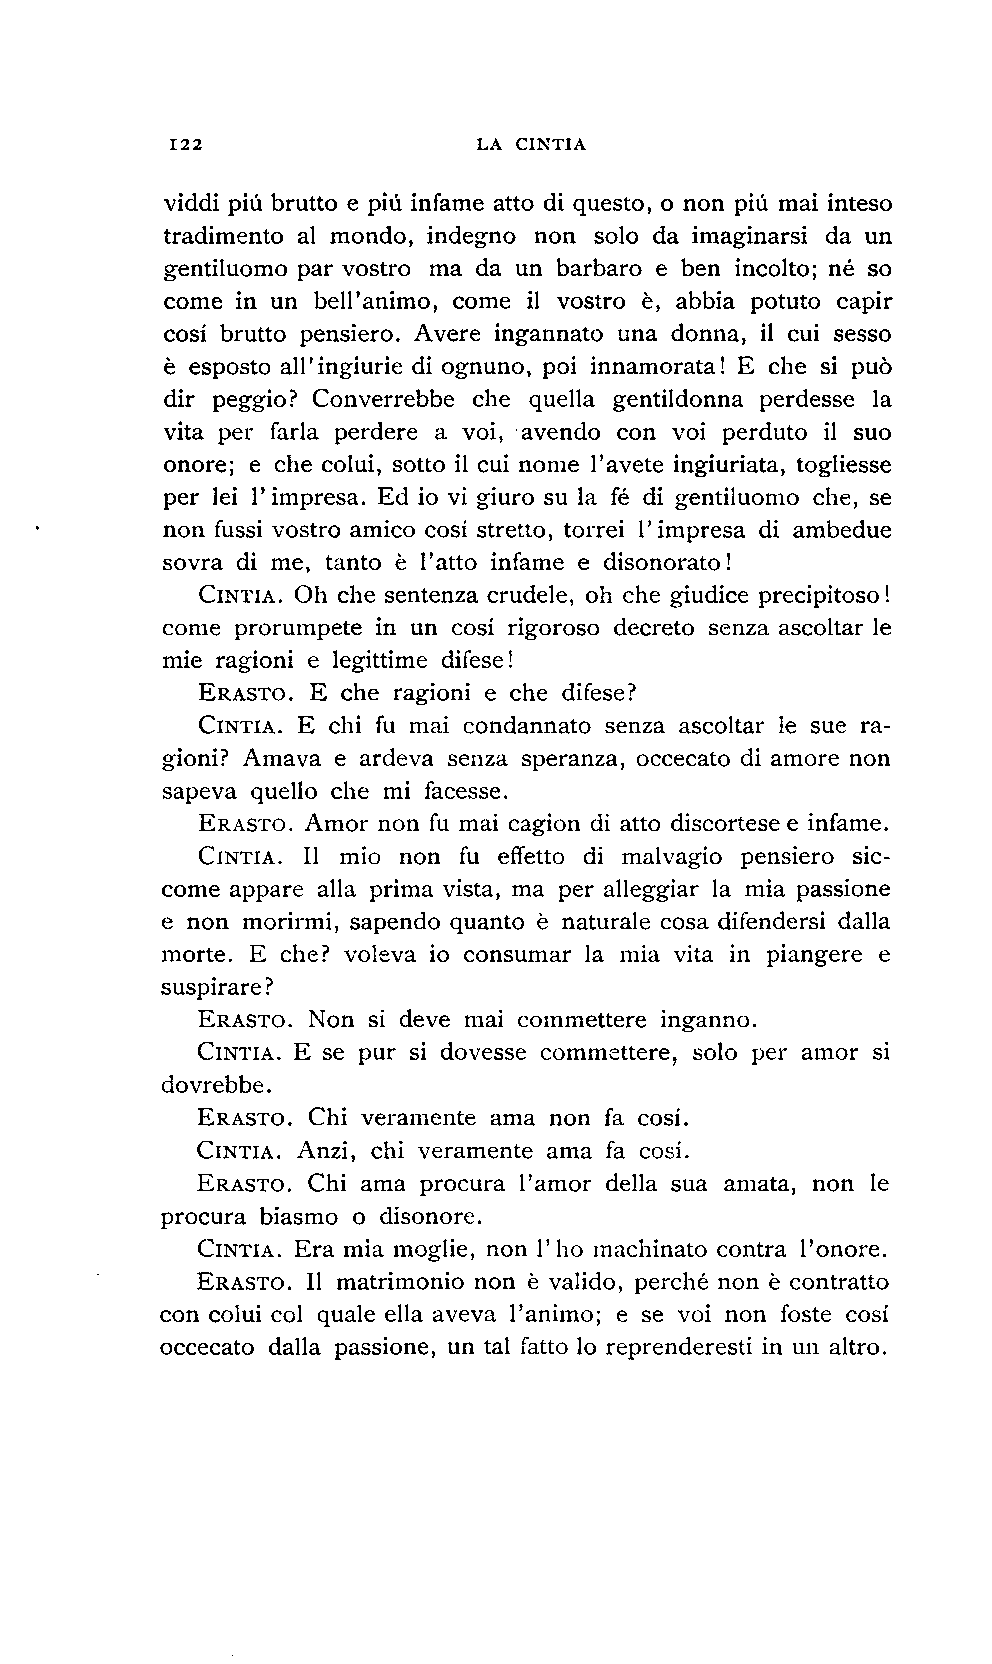 122 LA CINTIA
viddi piú brutto e piú infame atto di questo, o non piú mai inteso
tradimento al mondo, indegno non solo da imaginarsi da un
gentiluomo par vostro ma da un barbaro e ben incolto; né so
come in un bell'animo, come il vostro è, abbia potuto capir
cosí brutto pensiero. Avere ingannato una donna, il cui sesso
è esposto all'ingiurie di ognuno, poi innamorata! E che si può
dir peggio? Converrebbe che quella gentildonna perdesse la
vita per farla perdere a voi, avendo con voi perduto il suo
onore; e che colui, sotto il cui nome l'avete ingiuriata, togliesse
per lei l'impresa. Ed io vi giuro su la fé di gentiluomo che, se
non fussi vostro amico cosí stretto, torrei l'impresa di ambedue
sovra di me, tanto è l'atto infame e disonorato!
CINTIA. Oh che sentenza crudele, oh che giudice precipitoso!
come prorumpete in un cosí rigoroso decreto senza ascoltar le
mie ragioni e legittime difese!
ERASTO. E che ragioni e che difese?
CINTIA. E chi fu mai condannato senza ascoltar le sue ra-
gioni? Amava e ardeva senza speranza, occecato di amore non
sapeva quello che mi facesse.
ERASTO. Amor non fu mai cagion di atto discortese e infame.
CINTIA. Il mio non fu effetto di malvagio pensiero sic-
come appare alla prima vista, ma per alleggiar la mia passione
e non morirmi, sapendo quanto è naturale cosa difendersi dalla
morte. E che? voleva io consumar la mia vita in piangere e
suspirare?
ERASTO. Non si deve mai commettere inganno.
CINTIA. E se pur si dovesse commettere, solo per amor si
dovrebbe.
ERASTO. Chi veramente ama non fa cosí.
CINTIA. Anzi, chi veramente ama fa cosí.
ERASTO. Chi ama procura l'amor della sua amata, non le
procura biasmo o disonore.
CINTIA. Era mia moglie, non l'ho machinato contra l'onore.
ERASTO. Il matrimonio non è valido, perché non è contratto
con colui col quale ella aveva l'animo; e se voi non foste cosí
occecato dalla passione, un tal fatto lo reprenderesti in un altro.